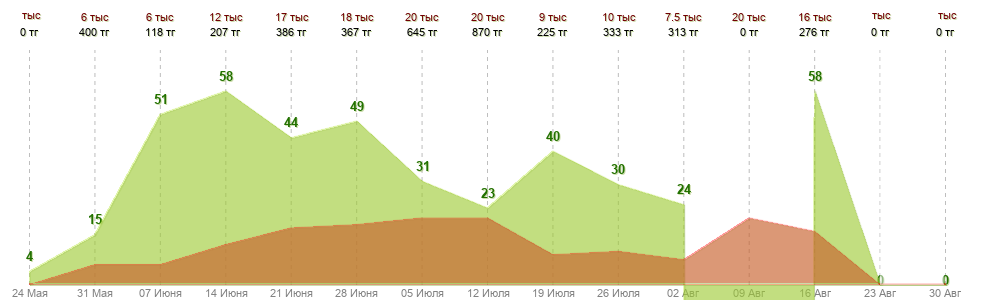 тыс 6 тыс 6 тыс 12 тыс 17 тыс 18 тыс 20 тыс 20 тыс 9 тыс 10 тыс 7.5 тыс 20 тыс 16 тыс тыс тыс
0 тг 400 тг 118 тг 207 тг 386 тг 367 тг 645 тг 870 тг 225 тг 333 тг 313 тг 0 тг 276 тг 0 тг 0 тг
4 15 51 58 44 49 31 23 40 30 24 58 0 0
24 Мая 31 Мая 07 Июня 14 Июня 21 Июня 28 Июня 05 Июля 12 Июля 19 Июля 26 Июля 02 Авг 09 Авг 16 Авг 23 Авг 30 Авг